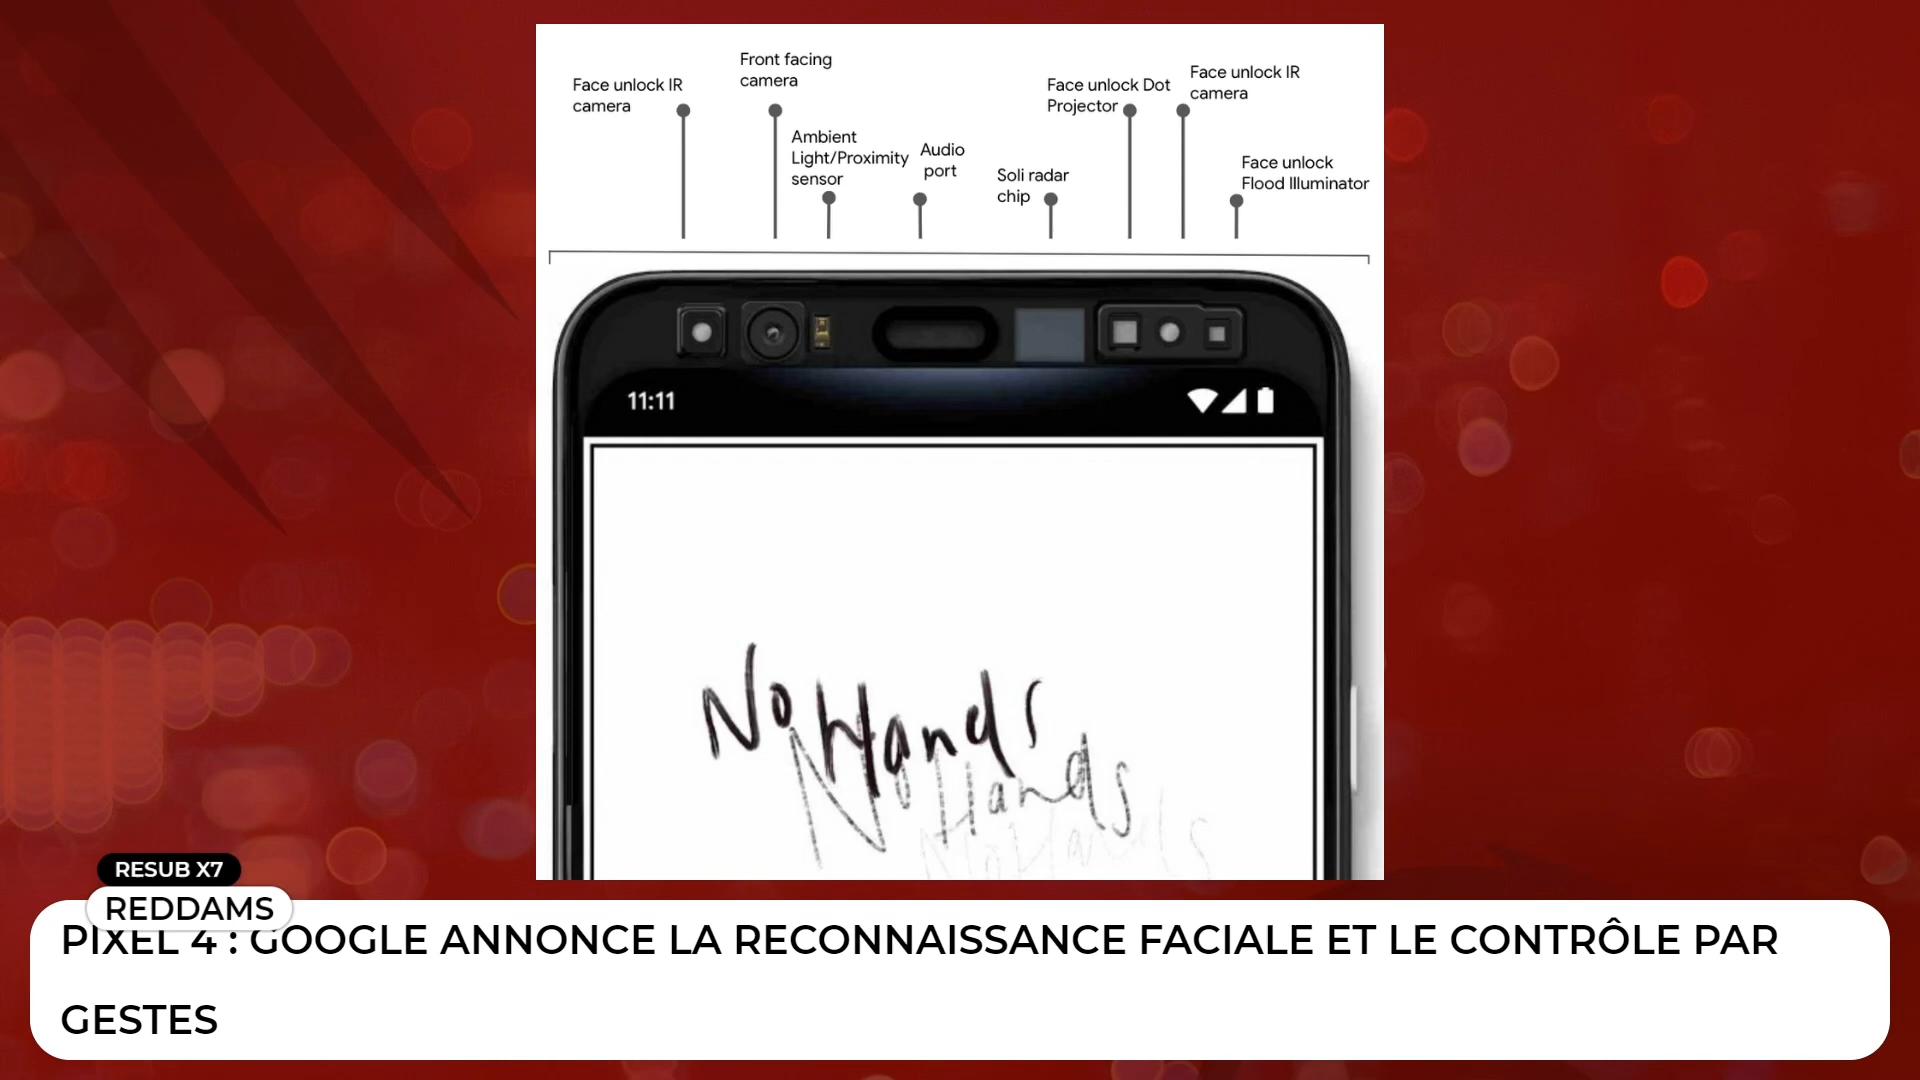 Front facing
camera
Face unlock IR
camera
Face unlock Dot
Projector
Face unlock IR
camera
Ambient
Light/Proximity
sensor
Audio
port
Soli radar
chip
Face unlock
Flood Illuminator
11:11
No Hands
No Hands
No Hands
RESUB X7
REDDAMS
PIXEL 4 : GOOGLE ANNONCE LA RECONNAISSANCE FACIALE ET LE CONTRÔLE PAR
GESTES